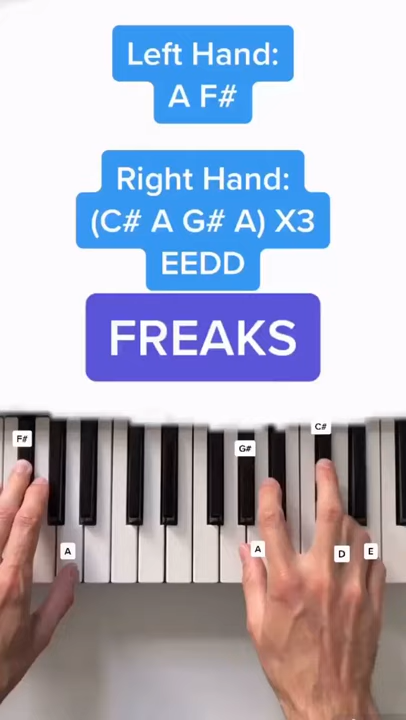 Left Hand:
A F#
Right Hand:
(C# A G# A) X3
EEDD
FREAKS
F#
G#
C#
A
A
D
E